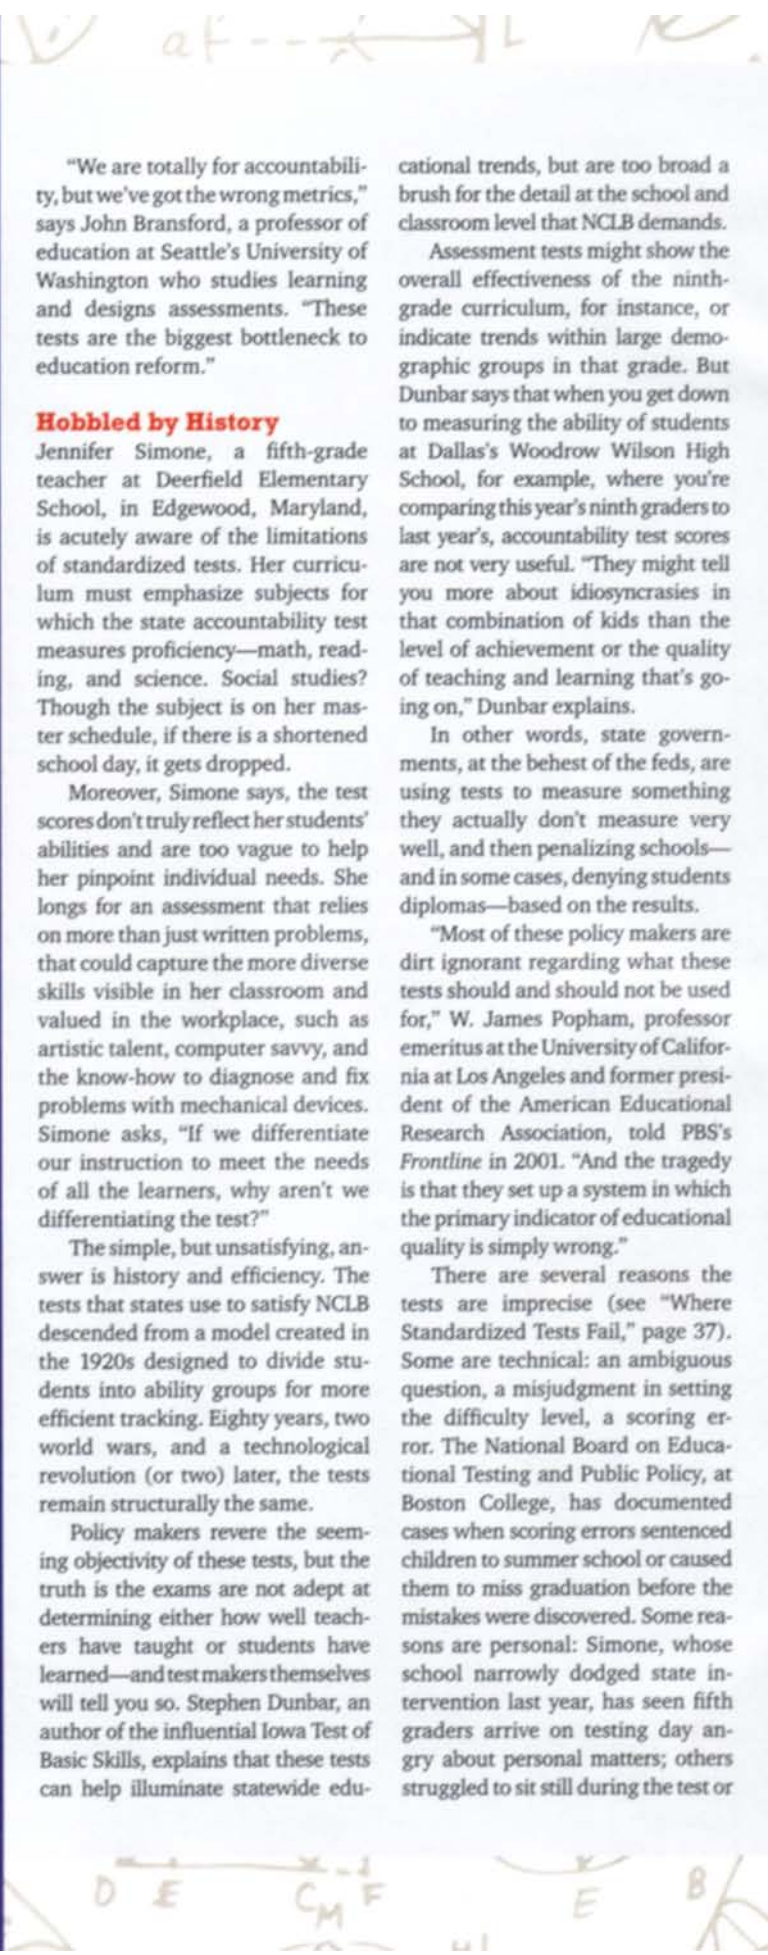 at L
"We are totally for accountabili-
ty, but we've got the wrong metrics,"
says John Bransford, a professor of
education at Seattle's University of
Washington who studies learning
and designs assessments. "These
tests are the biggest bottleneck to
education reform."
Hobbled by History
Jennifer Simone, a fifth-grade
teacher at Deerfield Elementary
School, in Edgewood, Maryland,
is acutely aware of the limitations
of standardized tests. Her curricu-
lum must emphasize subjects for
which the state accountability test
measures proficiency—math, read-
ing, and science. Social studies?
Though the subject is on her mas-
ter schedule, if there is a shortened
school day, it gets dropped.
Moreover, Simone says, the test
scores don't truly reflect her students'
abilities and are too vague to help
her pinpoint individual needs. She
longs for an assessment that relies
on more than just written problems,
that could capture the more diverse
skills visible in her classroom and
valued in the workplace, such as
artistic talent, computer savvy, and
the know-how to diagnose and fix
problems with mechanical devices.
Simone asks, "If we differentiate
our instruction to meet the needs
of all the learners, why aren't we
differentiating the test?"
The simple, but unsatisfying, an-
swer is history and efficiency. The
tests that states use to satisfy NCLB
descended from a model created in
the 1920s designed to divide stu-
dents into ability groups for more
efficient tracking. Eighty years, two
world wars, and a technological
revolution (or two) later, the tests
remain structurally the same.
Policy makers revere the seem-
ing objectivity of these tests, but the
truth is the exams are not adept at
determining either how well teach-
ers have taught or students have
learned—and test makers themselves
will tell you so. Stephen Dunbar, an
author of the influential Iowa Test of
Basic Skills, explains that these tests
can help illuminate statewide edu-
cational trends, but are too broad a
brush for the detail at the school and
classroom level that NCLB demands.
Assessment tests might show the
overall effectiveness of the ninth-
grade curriculum, for instance, or
indicate trends within large demo-
graphic groups in that grade. But
Dunbar says that when you get down
to measuring the ability of students
at Dallas's Woodrow Wilson High
School, for example, where you're
comparing this year's ninth graders to
last year's, accountability test scores
are not very useful. "They might tell
you more about idiosyncrasies in
that combination of kids than the
level of achievement or the quality
of teaching and learning that's go-
ing on," Dunbar explains.
In other words, state govern-
ments, at the behest of the feds, are
using tests to measure something
they actually don't measure very
well, and then penalizing schools—
and in some cases, denying students
diplomas—based on the results.
"Most of these policy makers are
dirt ignorant regarding what these
tests should and should not be used
for," W. James Popham, professor
emeritus at the University of Califor-
nia at Los Angeles and former presi-
dent of the American Educational
Research Association, told PBS's
Frontline in 2001. "And the tragedy
is that they set up a system in which
the primary indicator of educational
quality is simply wrong."
There are several reasons the
tests are imprecise (see "Where
Standardized Tests Fail," page 37).
Some are technical: an ambiguous
question, a misjudgment in setting
the difficulty level, a scoring er-
ror. The National Board on Educa-
tional Testing and Public Policy, at
Boston College, has documented
cases when scoring errors sentenced
children to summer school or caused
them to miss graduation before the
mistakes were discovered. Some rea-
sons are personal: Simone, whose
school narrowly dodged state in-
tervention last year, has seen fifth
graders arrive on testing day an-
gry about personal matters; others
struggled to sit still during the test or
D E C M F E B